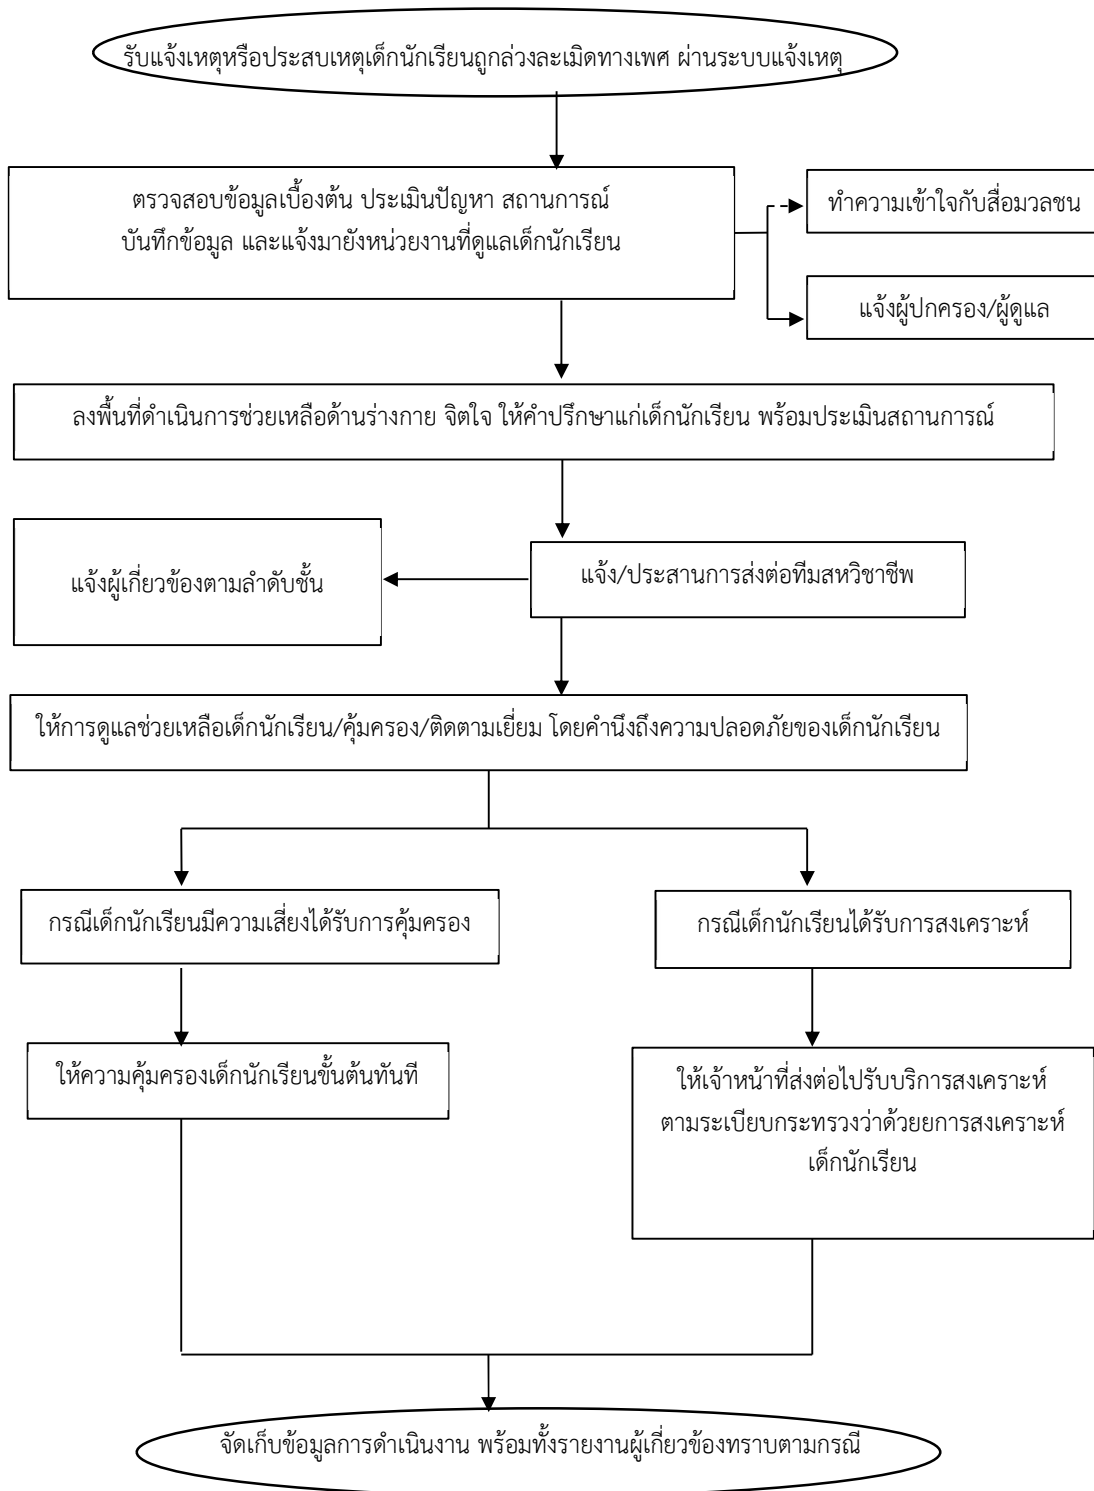 รับแจ้งเหตุหรือประสบเหตุเด็กนักเรียนถูกล่วงละเมิดทางเพศ ผ่านระบบแจ้งเหตุ
ตรวจสอบข้อมูลเบื้องต้น ประเมินปัญหา สถานการณ์
บันทึกข้อมูล และแจ้งมายังหน่วยงานที่ดูแลเด็กนักเรียน
ทำความเข้าใจกับสื่อมวลชน
แจ้งผู้ปกครอง/ผู้ดูแล
ลงพื้นที่ดำเนินการช่วยเหลือด้านร่างกาย จิตใจ ให้คำปรึกษาแก่เด็กนักเรียน พร้อมประเมินสถานการณ์
แจ้งผู้เกี่ยวข้องตามลำดับชั้น
แจ้ง/ประสานการส่งต่อทีมสหวิชาชีพ
ให้การดูแลช่วยเหลือเด็กนักเรียน/คุ้มครอง/ติดตามเยี่ยม โดยคำนึงถึงความปลอดภัยของเด็กนักเรียน
กรณีเด็กนักเรียนมีความเสี่ยงได้รับการคุ้มครอง
กรณีเด็กนักเรียนได้รับการสงเคราะห์
ให้ความคุ้มครองเด็กนักเรียนขั้นต้นทันที
ให้เจ้าหน้าที่ส่งต่อไปรับบริการสงเคราะห์
ตามระเบียบกระทรวงว่าด้วยยการสงเคราะห์
เด็กนักเรียน
จัดเก็บข้อมูลการดำเนินงาน พร้อมทั้งรายงานผู้เกี่ยวข้องทราบตามกรณี